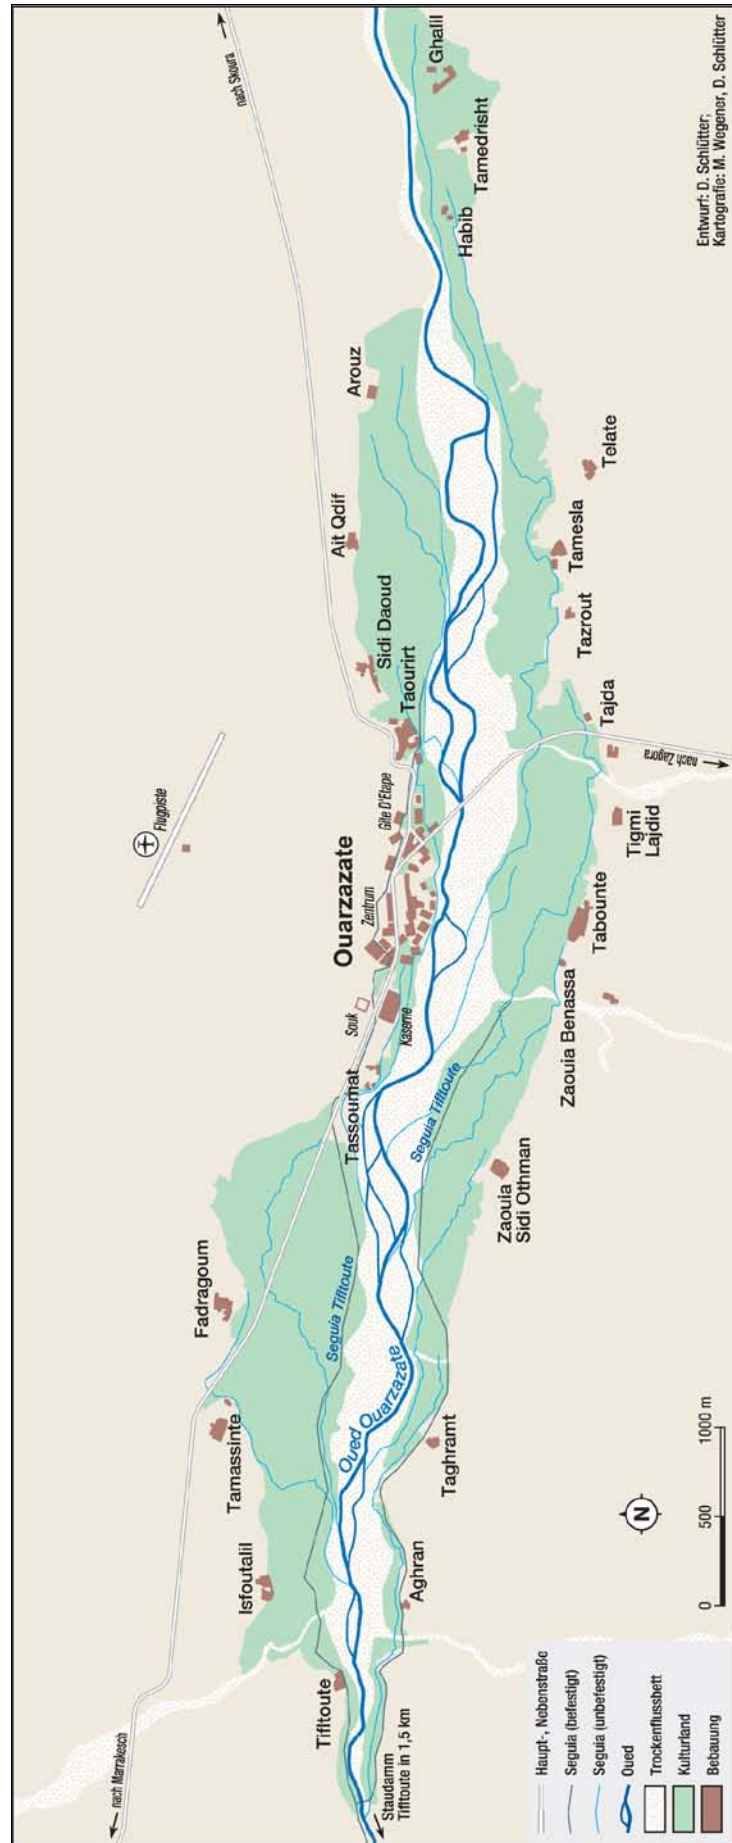 nach Marrakesch
nach Skoura
Flugpiste
Isfoutalil
Tamassinte
Fadragoum
Tifltoute
Staudamm
Tifltoute in 1,5 km
Seguia Tifltoute
Oued Ouarzazate
Tassoumat
Souk
Kaserne
Ouarzazate
Zentrum
Gîte D'Etape
Taourirt
Sidi Daoud
Ait Qdif
Arouz
Aghran
Taghramt
Seguia Tifltoute
Zaouia
Sidi Othman
Zaouia Benassa
Tabounte
Tigmi
Lajdid
Tajda
nach Zagora
Tazrout
Tamesla
Telate
Habib
Tamedrisht
Ghalil
Haupt-, Nebenstraße
Seguia (befestigt)
Seguia (unbefestigt)
Oued
Trockenflussbett
Kulturland
Bebauung
N
0 500 1000 m
Entwurf: D. Schlütter;
Kartografie: M. Wegener, D. Schlütter